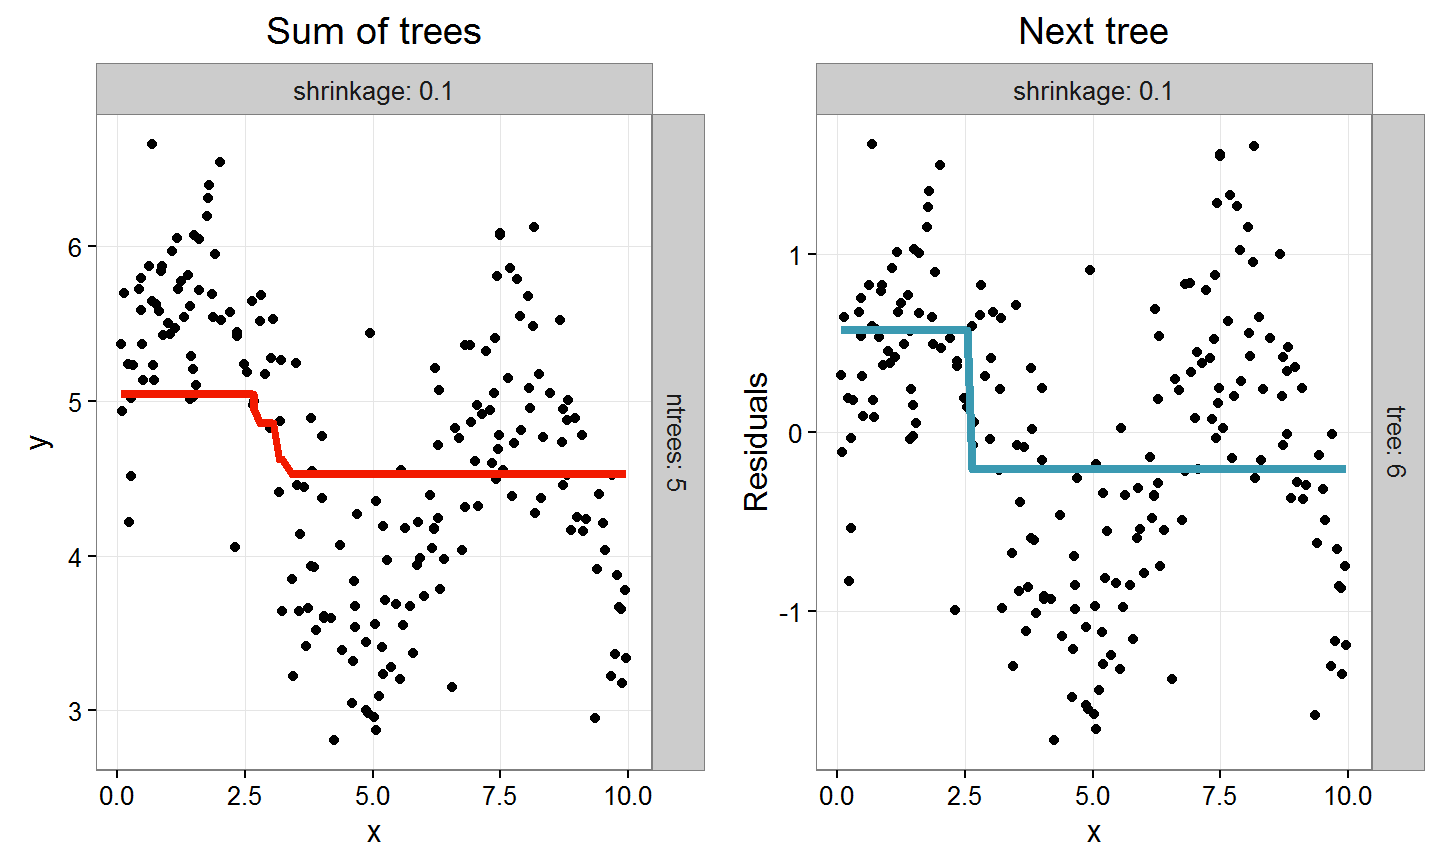 Sum of trees
shrinkage: 0.1
ntrees: 5
y
6
5
4
3
0.0 2.5 5.0 7.5 10.0
x
Next tree
shrinkage: 0.1
tree: 6
Residuals
1
0
-1
0.0 2.5 5.0 7.5 10.0
x